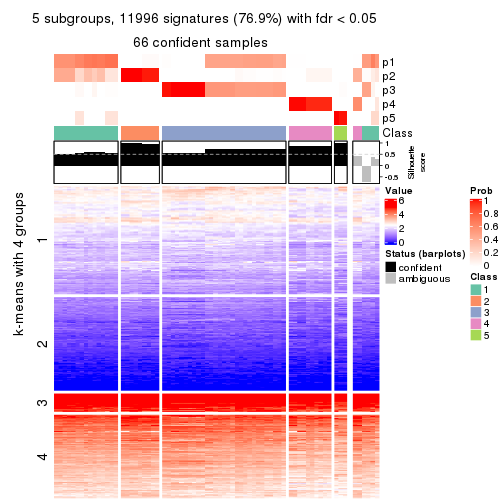 5 subgroups, 11996 signatures (76.9%) with fdr < 0.05
66 confident samples
p1
p2
p3
p4
p5
Class
1
0.5
0
-0.5
Silhouette
score
k-means with 4 groups
1
2
3
4
Value
6
4
2
0
Status (barplots)
confident
ambiguous
Prob
1
0.8
0.6
0.4
0.2
0
Class
1
2
3
4
5